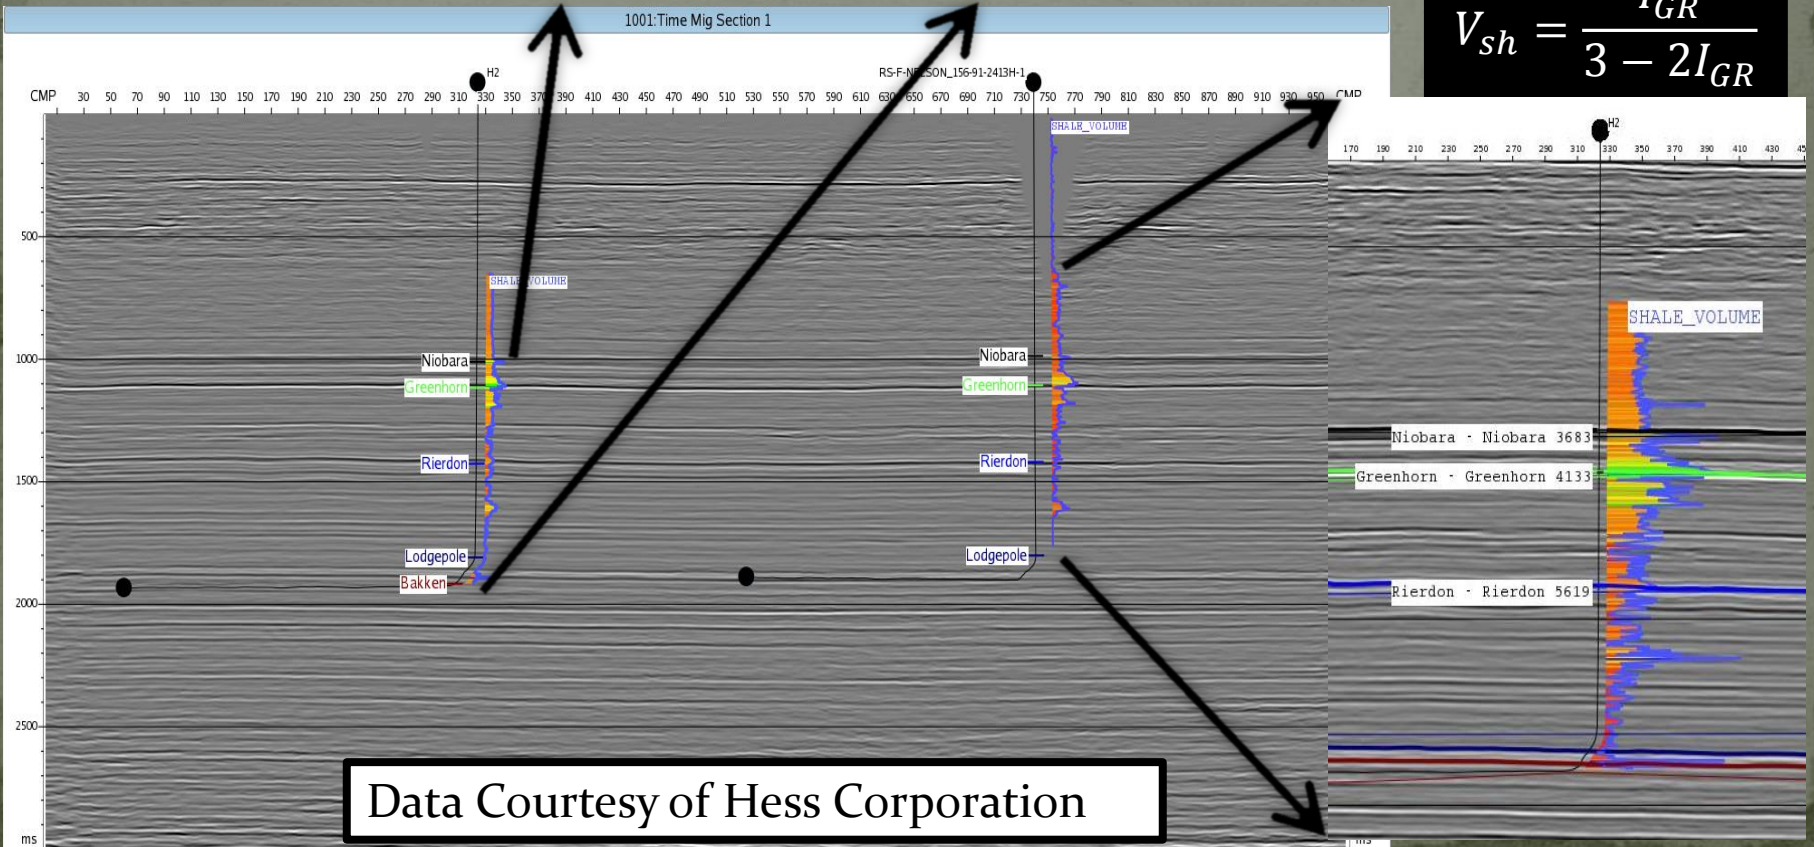 1001:Time Mig Section 1
V_sh = I_GR / (3 − 2I_GR)
H2
RS-F-NELSON_156-91-2413H-1
CMP 30 50 70 90 110 130 150 170 190 210 230 250 270 290 310 330 350 370 390 410 430 450 470 490 510 530 550 570 590 610 630 650 670 690 710 730 750 770 790 810 830 850 870 890 910 930 950 CMP
SHALE_VOLUME
500
SHALE_VOLUME
1000
Niobara
Niobara
Greenhorn
Greenhorn
Rierdon
Rierdon
1500
Lodgepole
Lodgepole
Bakken
2000
2500
ms
Data Courtesy of Hess Corporation
H2
170 190 210 230 250 270 290 310 330 350 370 390 410 430
SHALE_VOLUME
Niobara - Niobara 3683
Greenhorn - Greenhorn 4133
Rierdon - Rierdon 5619
ms